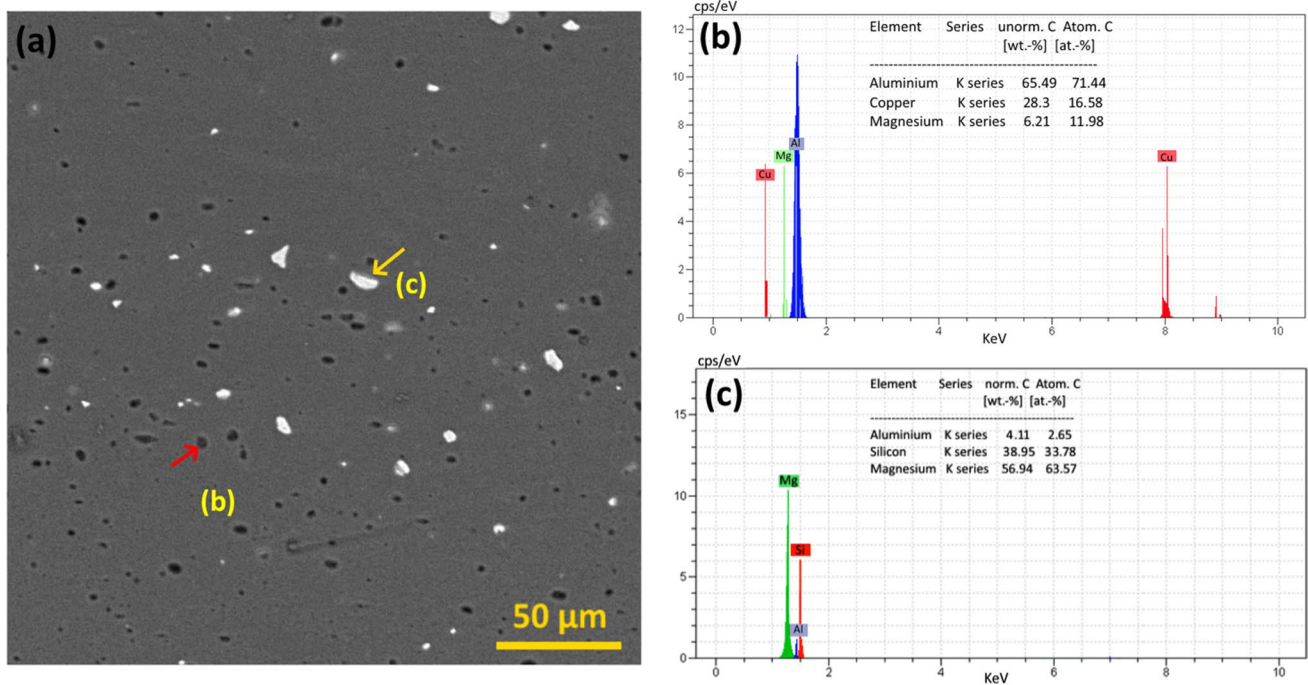 (a)
(c)
(b)
50 µm
cps/eV
(b)
Element Series unorm. C Atom. C
[wt.-%] [at.-%]
--------------------------------------------
Aluminium K series 65.49 71.44
Copper K series 28.3 16.58
Magnesium K series 6.21 11.98
12
10
8
6
4
2
0
Cu
Mg
Al
Cu
0 2 4 6 8 10
KeV
cps/eV
(c)
Element Series norm. C Atom. C
[wt.-%] [at.-%]
--------------------------------------------
Aluminium K series 4.11 2.65
Silicon K series 38.95 33.78
Magnesium K series 56.94 63.57
15
10
5
0
Mg
Si
Al
0 2 4 6 8 10
KeV